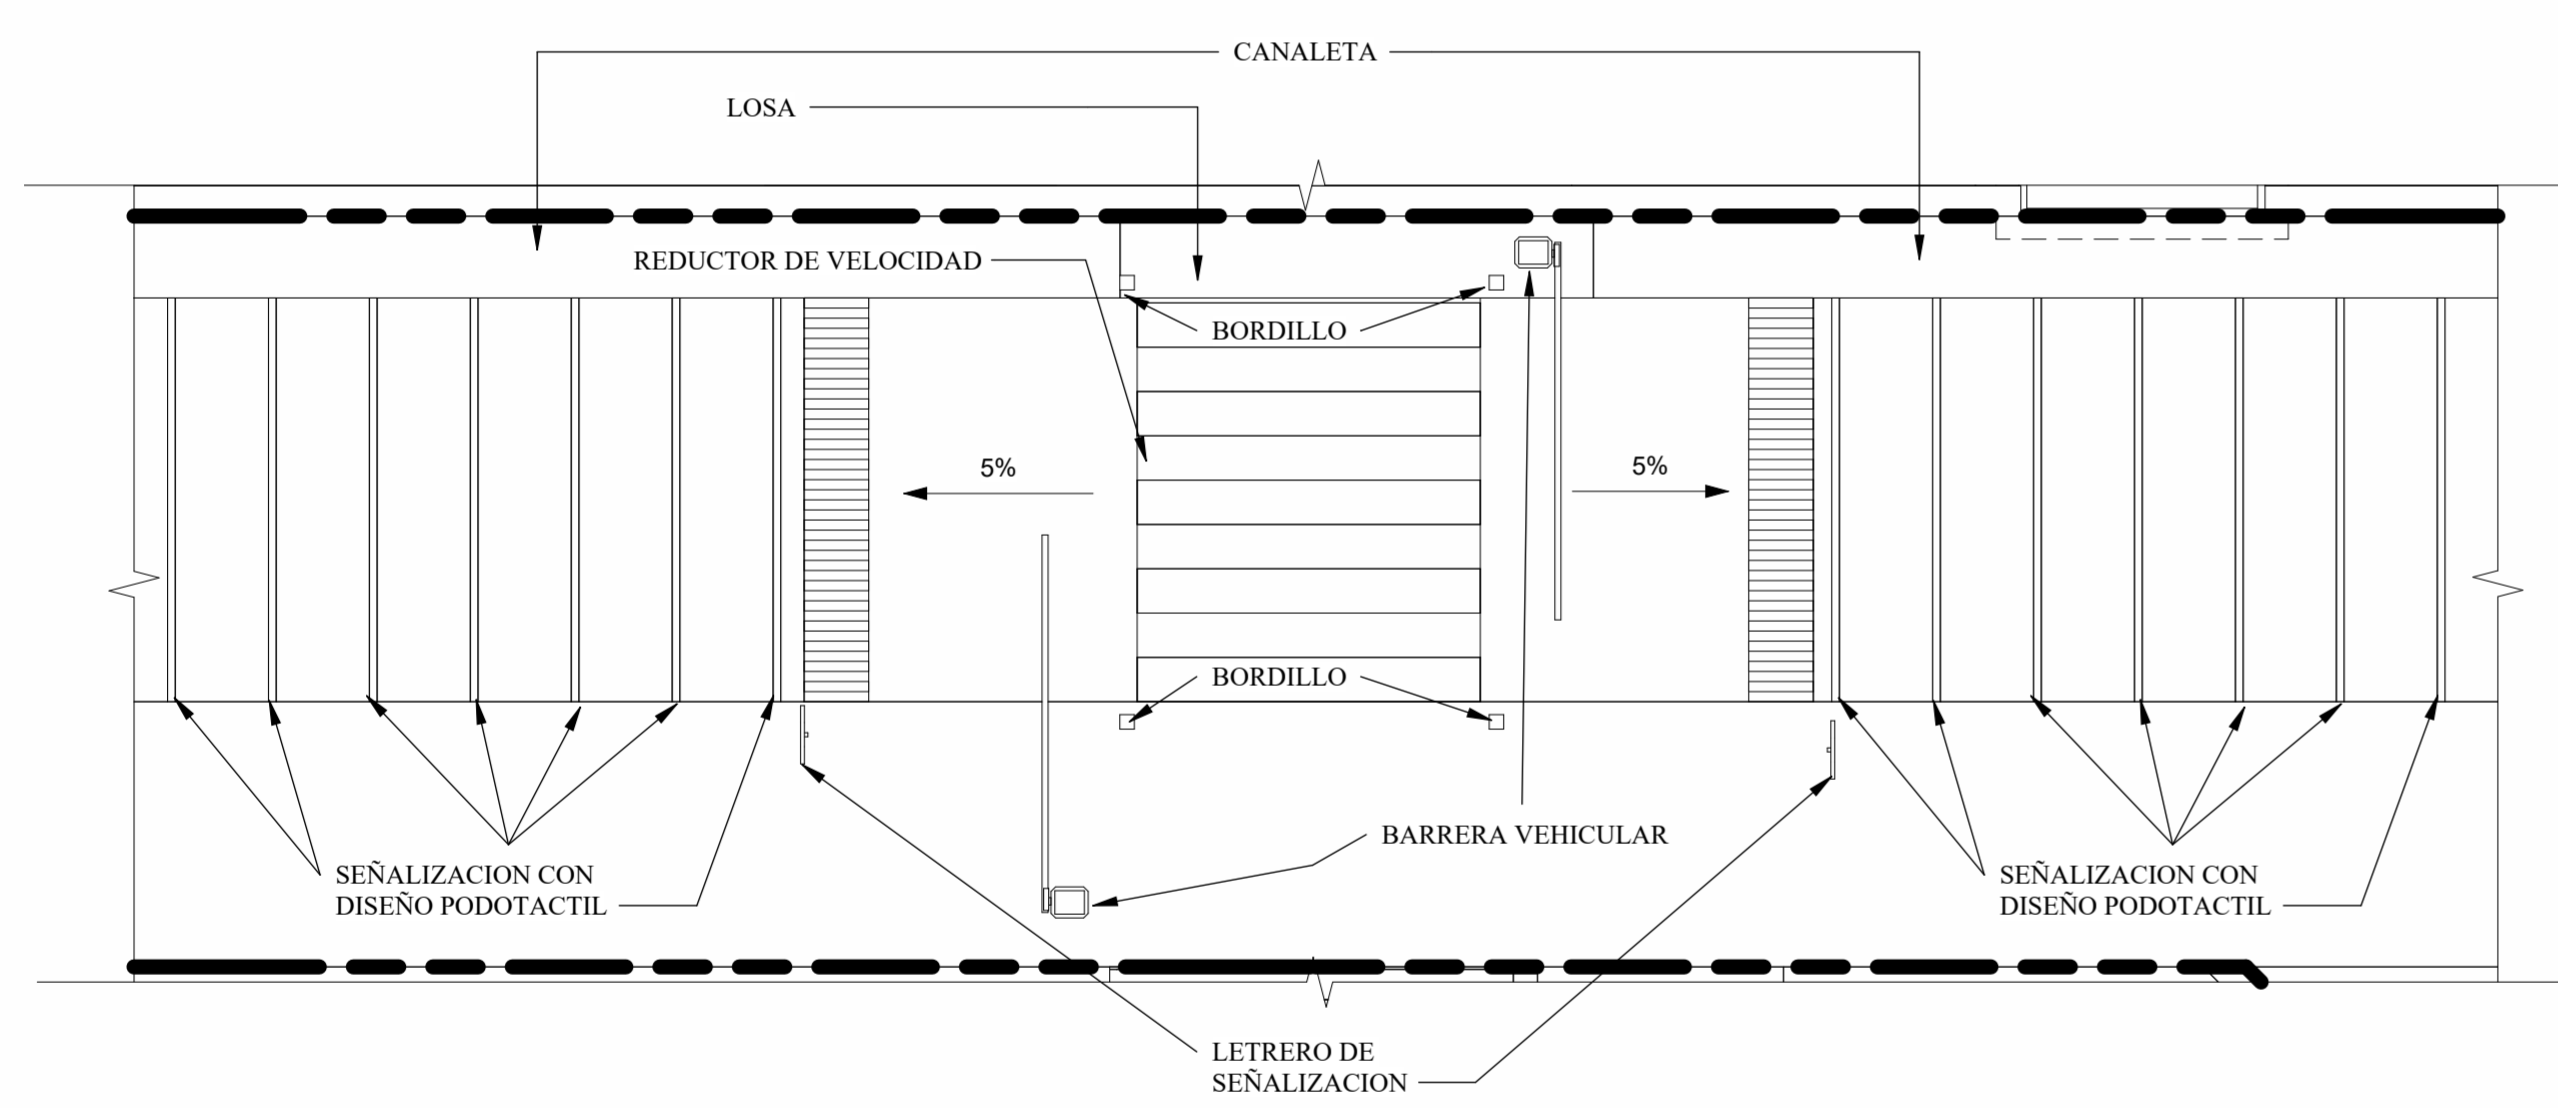 CANALETA
LOSA
REDUCTOR DE VELOCIDAD
BORDILLO
5%
5%
BORDILLO
BARRERA VEHICULAR
SEÑALIZACION CON
DISEÑO PODOTACTIL
SEÑALIZACION CON
DISEÑO PODOTACTIL
LETRERO DE
SEÑALIZACION